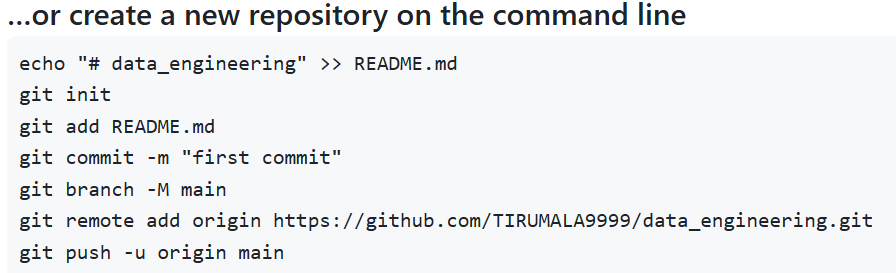 ...or create a new repository on the command line
echo "# data_engineering" >> README.md
git init
git add README.md
git commit -m "first commit"
git branch -M main
git remote add origin https://github.com/TIRUMALA9999/data_engineering.git
git push -u origin main